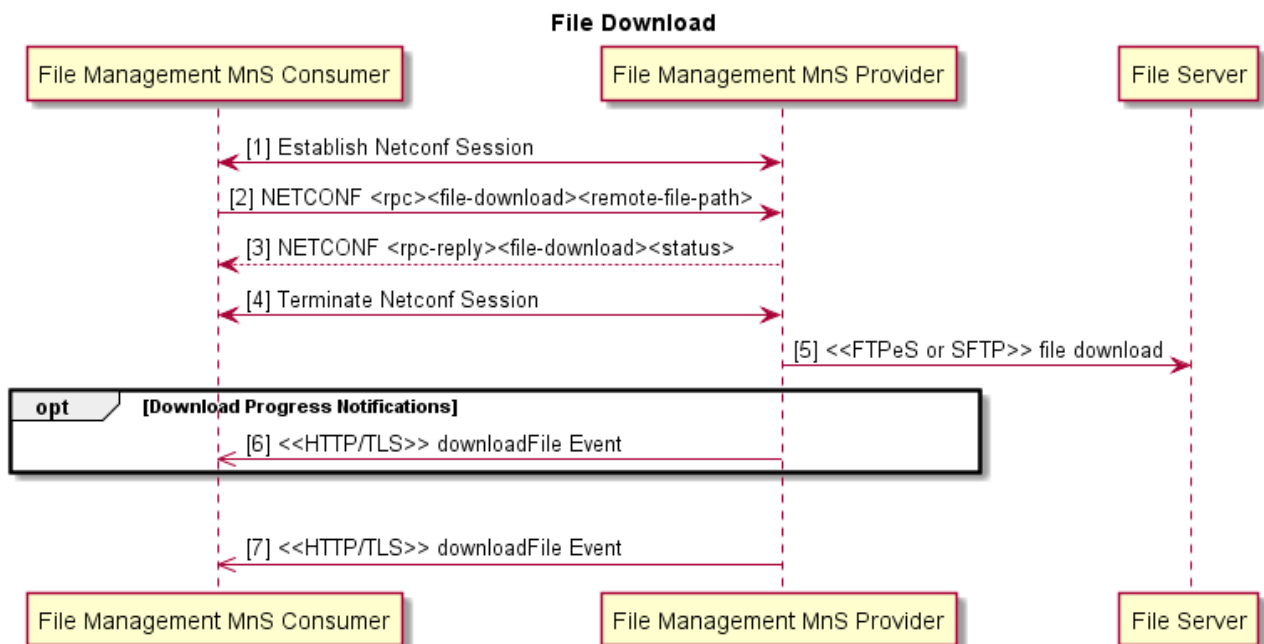 File Download
File Management MnS Consumer
File Management MnS Provider
File Server
[1] Establish Netconf Session
[2] NETCONF <rpc><file-download><remote-file-path>
[3] NETCONF <rpc-reply><file-download><status>
[4] Terminate Netconf Session
[5] <<FTPeS or SFTP>> file download
opt [Download Progress Notifications]
[6] <<HTTP/TLS>> downloadFile Event
[7] <<HTTP/TLS>> downloadFile Event
File Management MnS Consumer
File Management MnS Provider
File Server